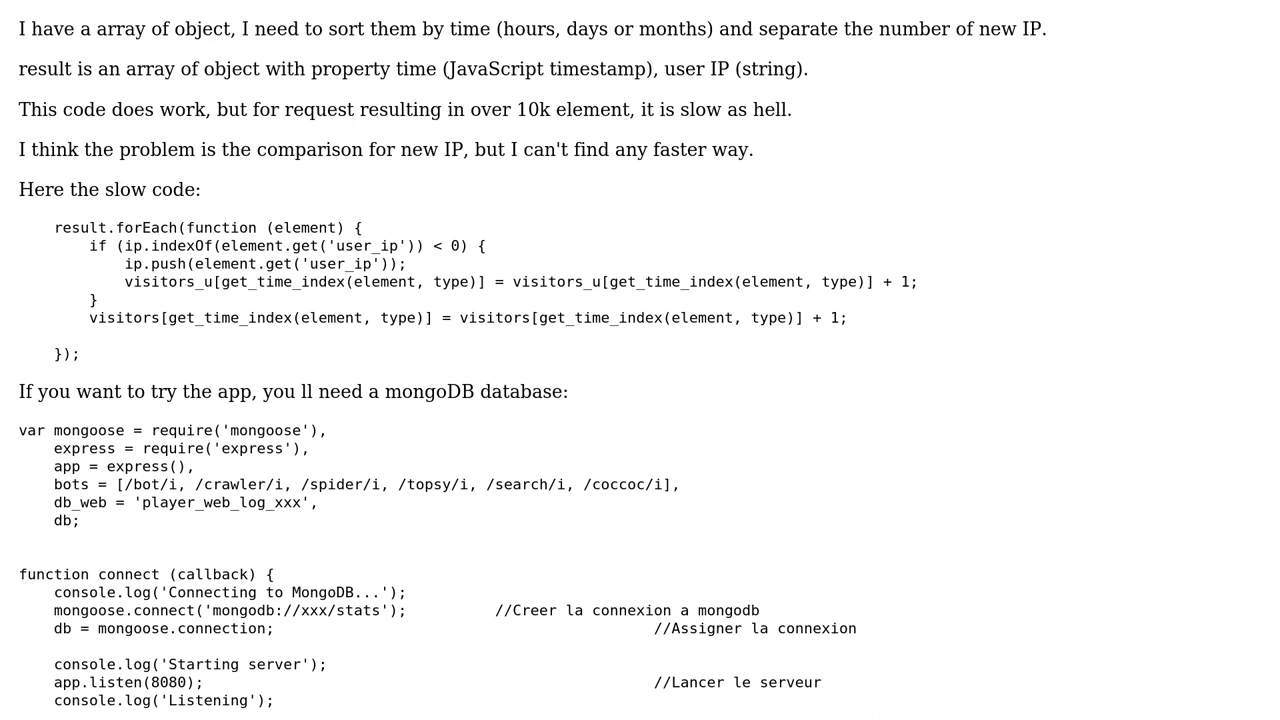 I have a array of object, I need to sort them by time (hours, days or months) and separate the number of new IP.
result is an array of object with property time (JavaScript timestamp), user IP (string).
This code does work, but for request resulting in over 10k element, it is slow as hell.
I think the problem is the comparison for new IP, but I can't find any faster way.
Here the slow code:
    result.forEach(function (element) {
        if (ip.indexOf(element.get('user_ip')) < 0) {
            ip.push(element.get('user_ip'));
            visitors_u[get_time_index(element, type)] = visitors_u[get_time_index(element, type)] + 1;
        }
        visitors[get_time_index(element, type)] = visitors[get_time_index(element, type)] + 1;
    });
If you want to try the app, you ll need a mongoDB database:
var mongoose = require('mongoose'),
    express = require('express'),
    app = express(),
    bots = [/bot/i, /crawler/i, /spider/i, /topsy/i, /search/i, /coccoc/i],
    db_web = 'player_web_log_xxx',
    db;
function connect (callback) {
    console.log('Connecting to MongoDB...');
    mongoose.connect('mongodb://xxx/stats');          //Creer la connexion a mongodb
    db = mongoose.connection;                                           //Assigner la connexion
    console.log('Starting server');
    app.listen(8080);                                                   //Lancer le serveur
    console.log('Listening');